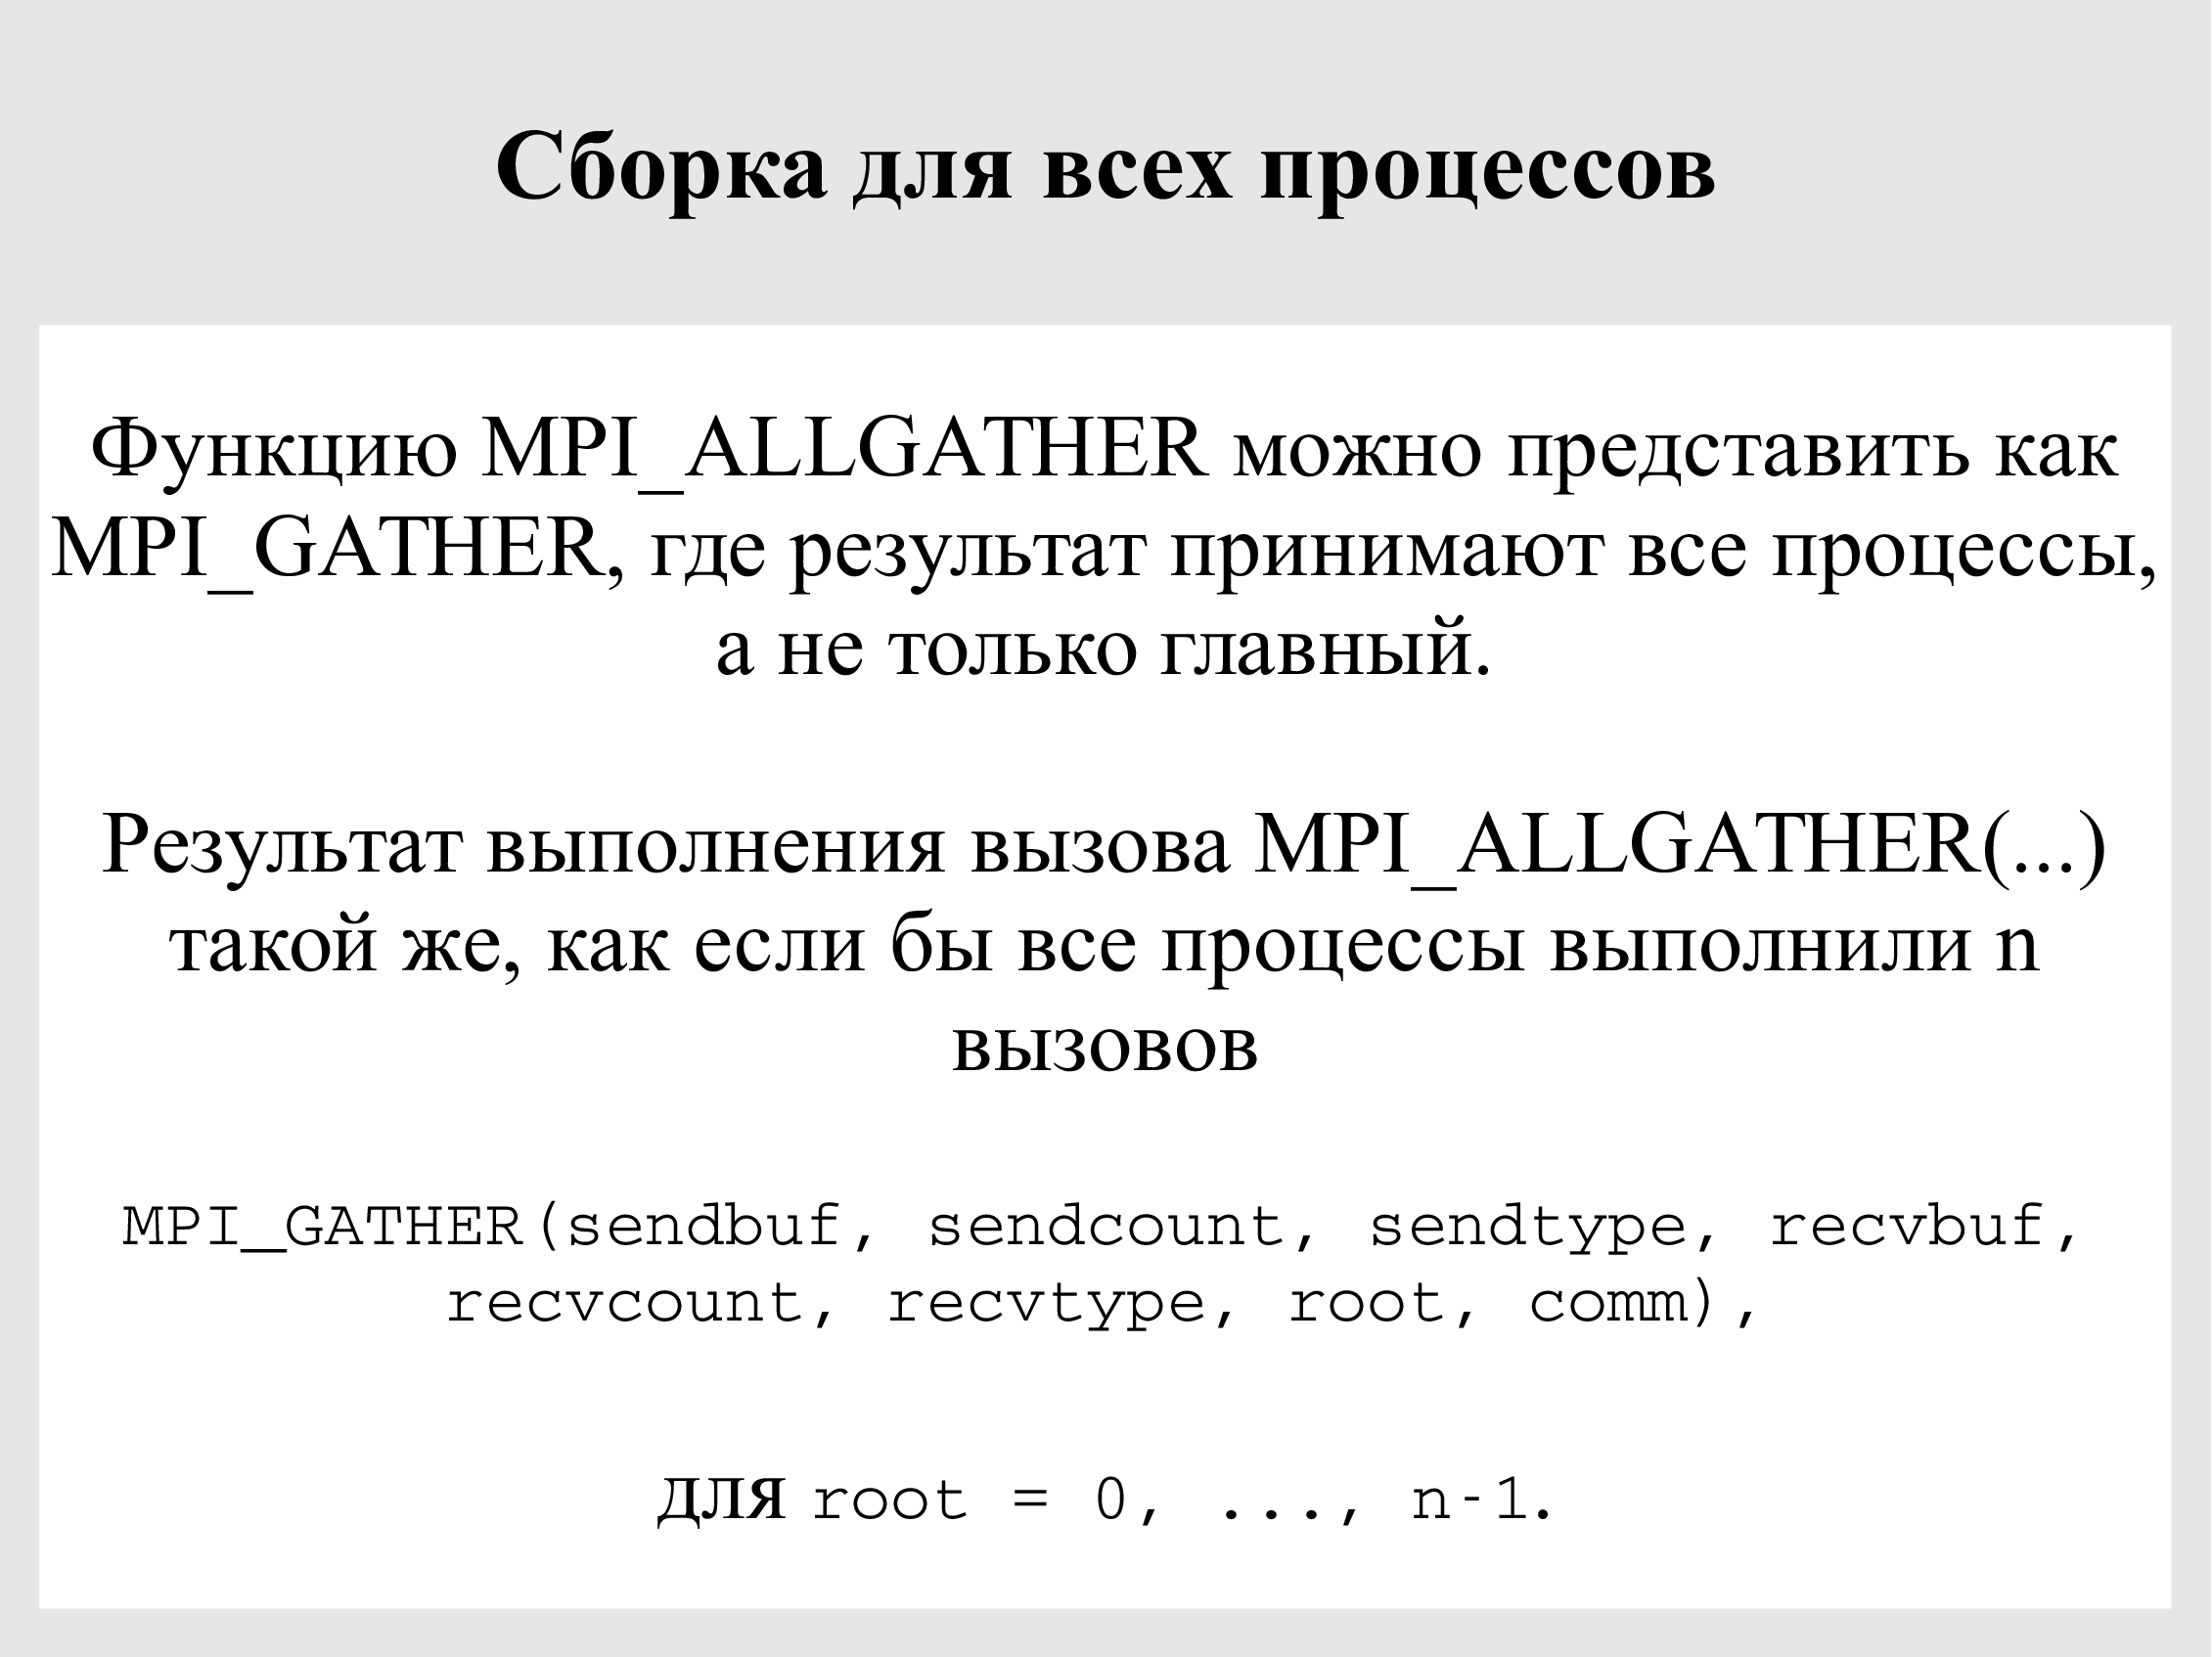 Сборка для всех процессов
Функцию MPI_ALLGATHER можно представить как
MPI_GATHER, где результат принимают все процессы,
а не только главный.
Результат выполнения вызова MPI_ALLGATHER(...)
такой же, как если бы все процессы выполнили n
вызовов
MPI_GATHER(sendbuf, sendcount, sendtype, recvbuf,
recvcount, recvtype, root, comm),
для root = 0, ..., n-1.